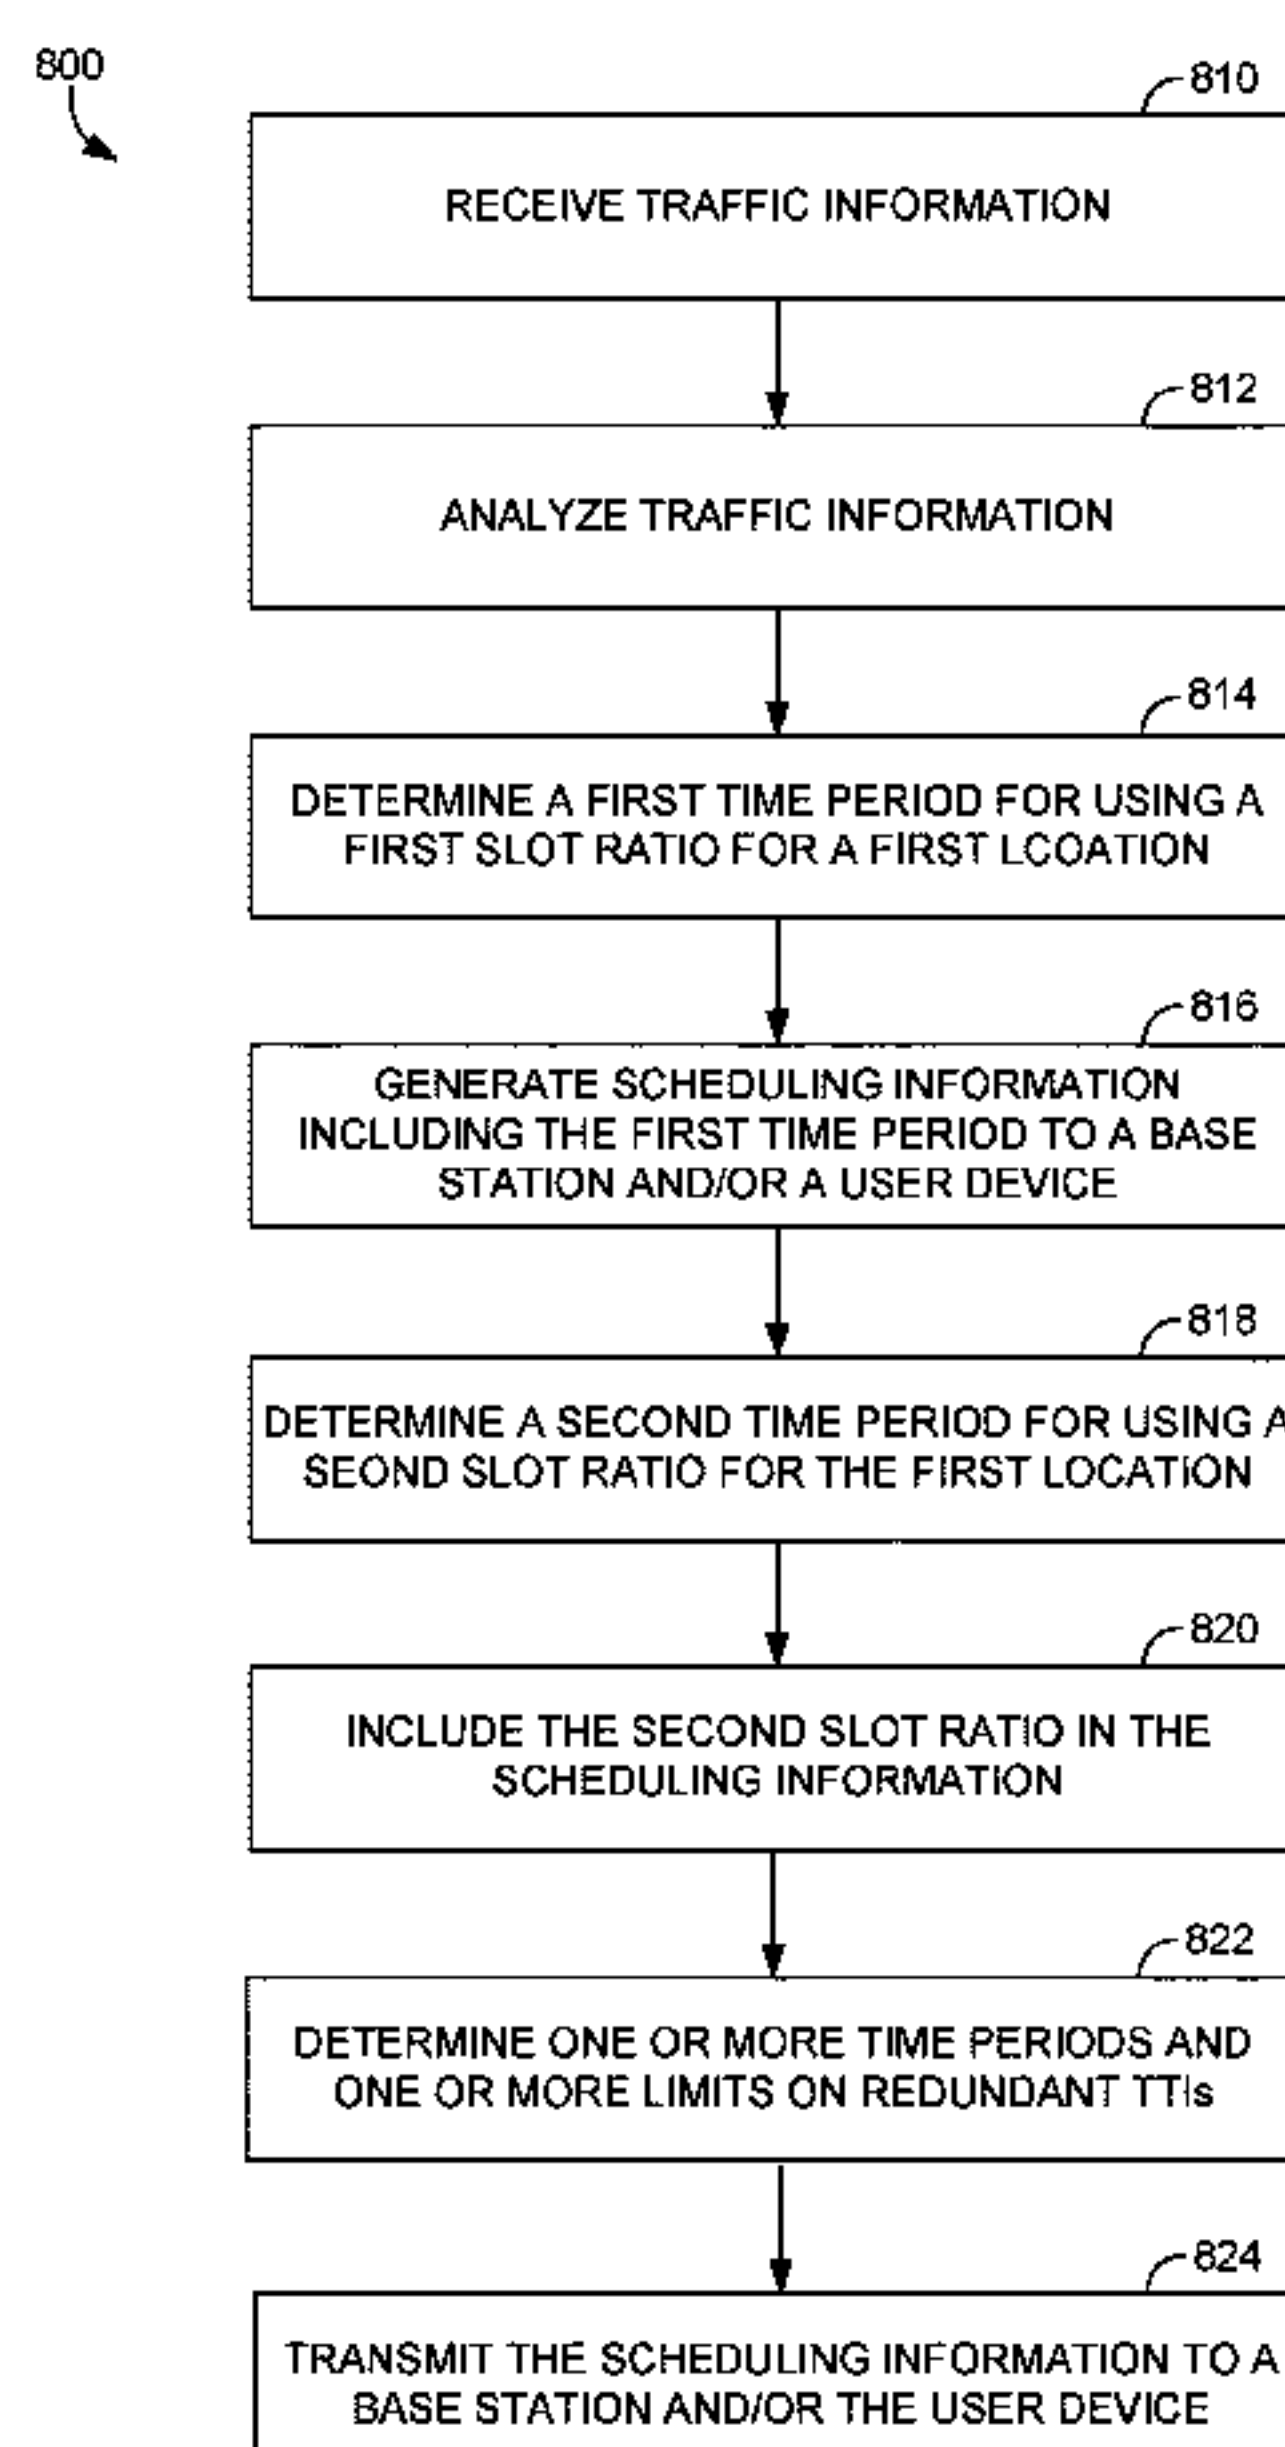 800
810
RECEIVE TRAFFIC INFORMATION
812
ANALYZE TRAFFIC INFORMATION
814
DETERMINE A FIRST TIME PERIOD FOR USING A
FIRST SLOT RATIO FOR A FIRST LCOATION
816
GENERATE SCHEDULING INFORMATION
INCLUDING THE FIRST TIME PERIOD TO A BASE
STATION AND/OR A USER DEVICE
818
DETERMINE A SECOND TIME PERIOD FOR USING A
SEOND SLOT RATIO FOR THE FIRST LOCATION
820
INCLUDE THE SECOND SLOT RATIO IN THE
SCHEDULING INFORMATION
822
DETERMINE ONE OR MORE TIME PERIODS AND
ONE OR MORE LIMITS ON REDUNDANT TTIs
824
TRANSMIT THE SCHEDULING INFORMATION TO A
BASE STATION AND/OR THE USER DEVICE